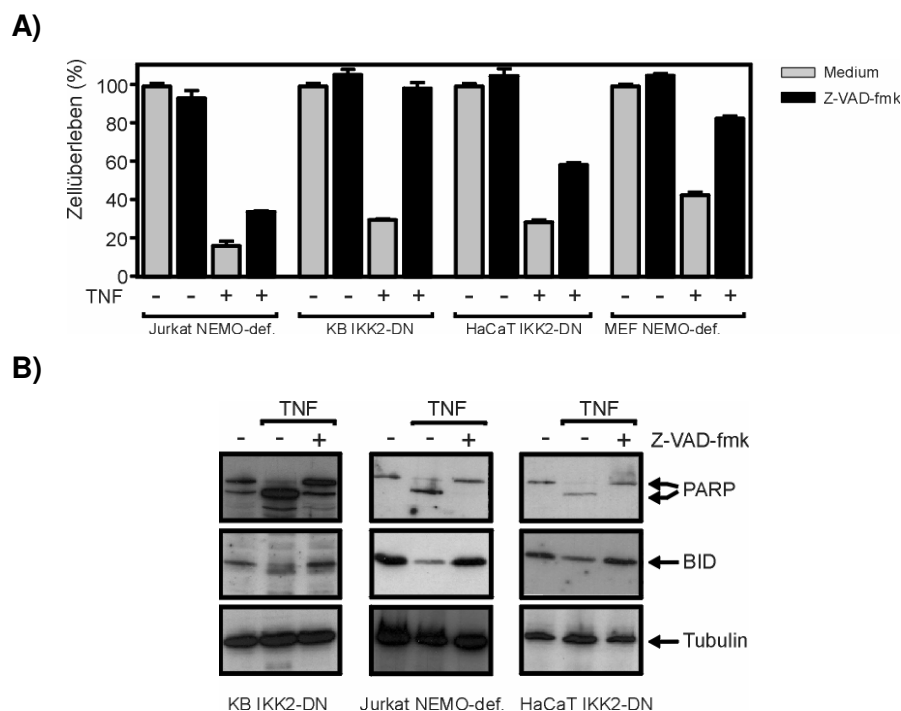 A)
Zellüberleben (%)
100
80
60
40
20
0
Medium
Z-VAD-fmk
TNF - - + + - - + + - - + + - - + +
Jurkat NEMO-def. KB IKK2-DN HaCaT IKK2-DN MEF NEMO-def.
B)
TNF TNF TNF
- - + - - + - - + Z-VAD-fmk
PARP
BID
Tubulin
KB IKK2-DN Jurkat NEMO-def. HaCaT IKK2-DN